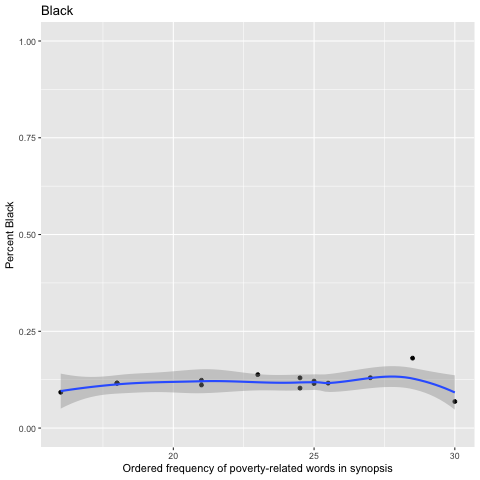 Black
1.00
0.75
0.50
0.25
0.00
20 25 30
Percent Black
Ordered frequency of poverty-related words in synopsis